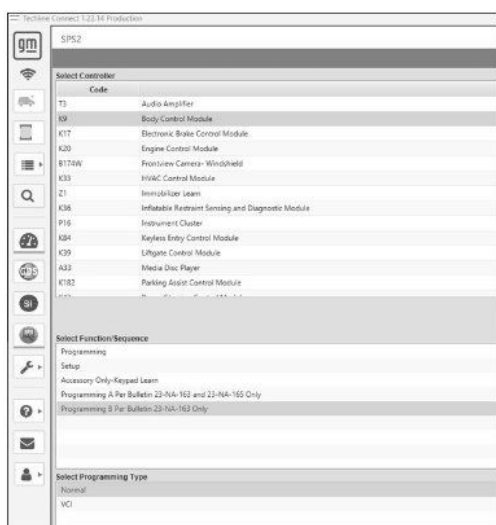 Techline Connect 1.22.14 Production
gm
SPS2
Select Controller
Code
T3 Audio Amplifier
K9 Body Control Module
K17 Electronic Brake Control Module
K20 Engine Control Module
B174W Frontview Camera- Windshield
K33 HVAC Control Module
Z1 Immobilizer Learn
K36 Inflatable Restraint Sensing and Diagnostic Module
P16 Instrument Cluster
K84 Keyless Entry Control Module
K39 Liftgate Control Module
A33 Media Disc Player
K182 Parking Assist Control Module
SI
Select Function/Sequence
Programming
Setup
Accessory Only-Keypad Learn
Programming A Per Bulletin 23-NA-163 and 23-NA-165 Only
Programming B Per Bulletin 23-NA-163 Only
Select Programming Type
Normal
VCI